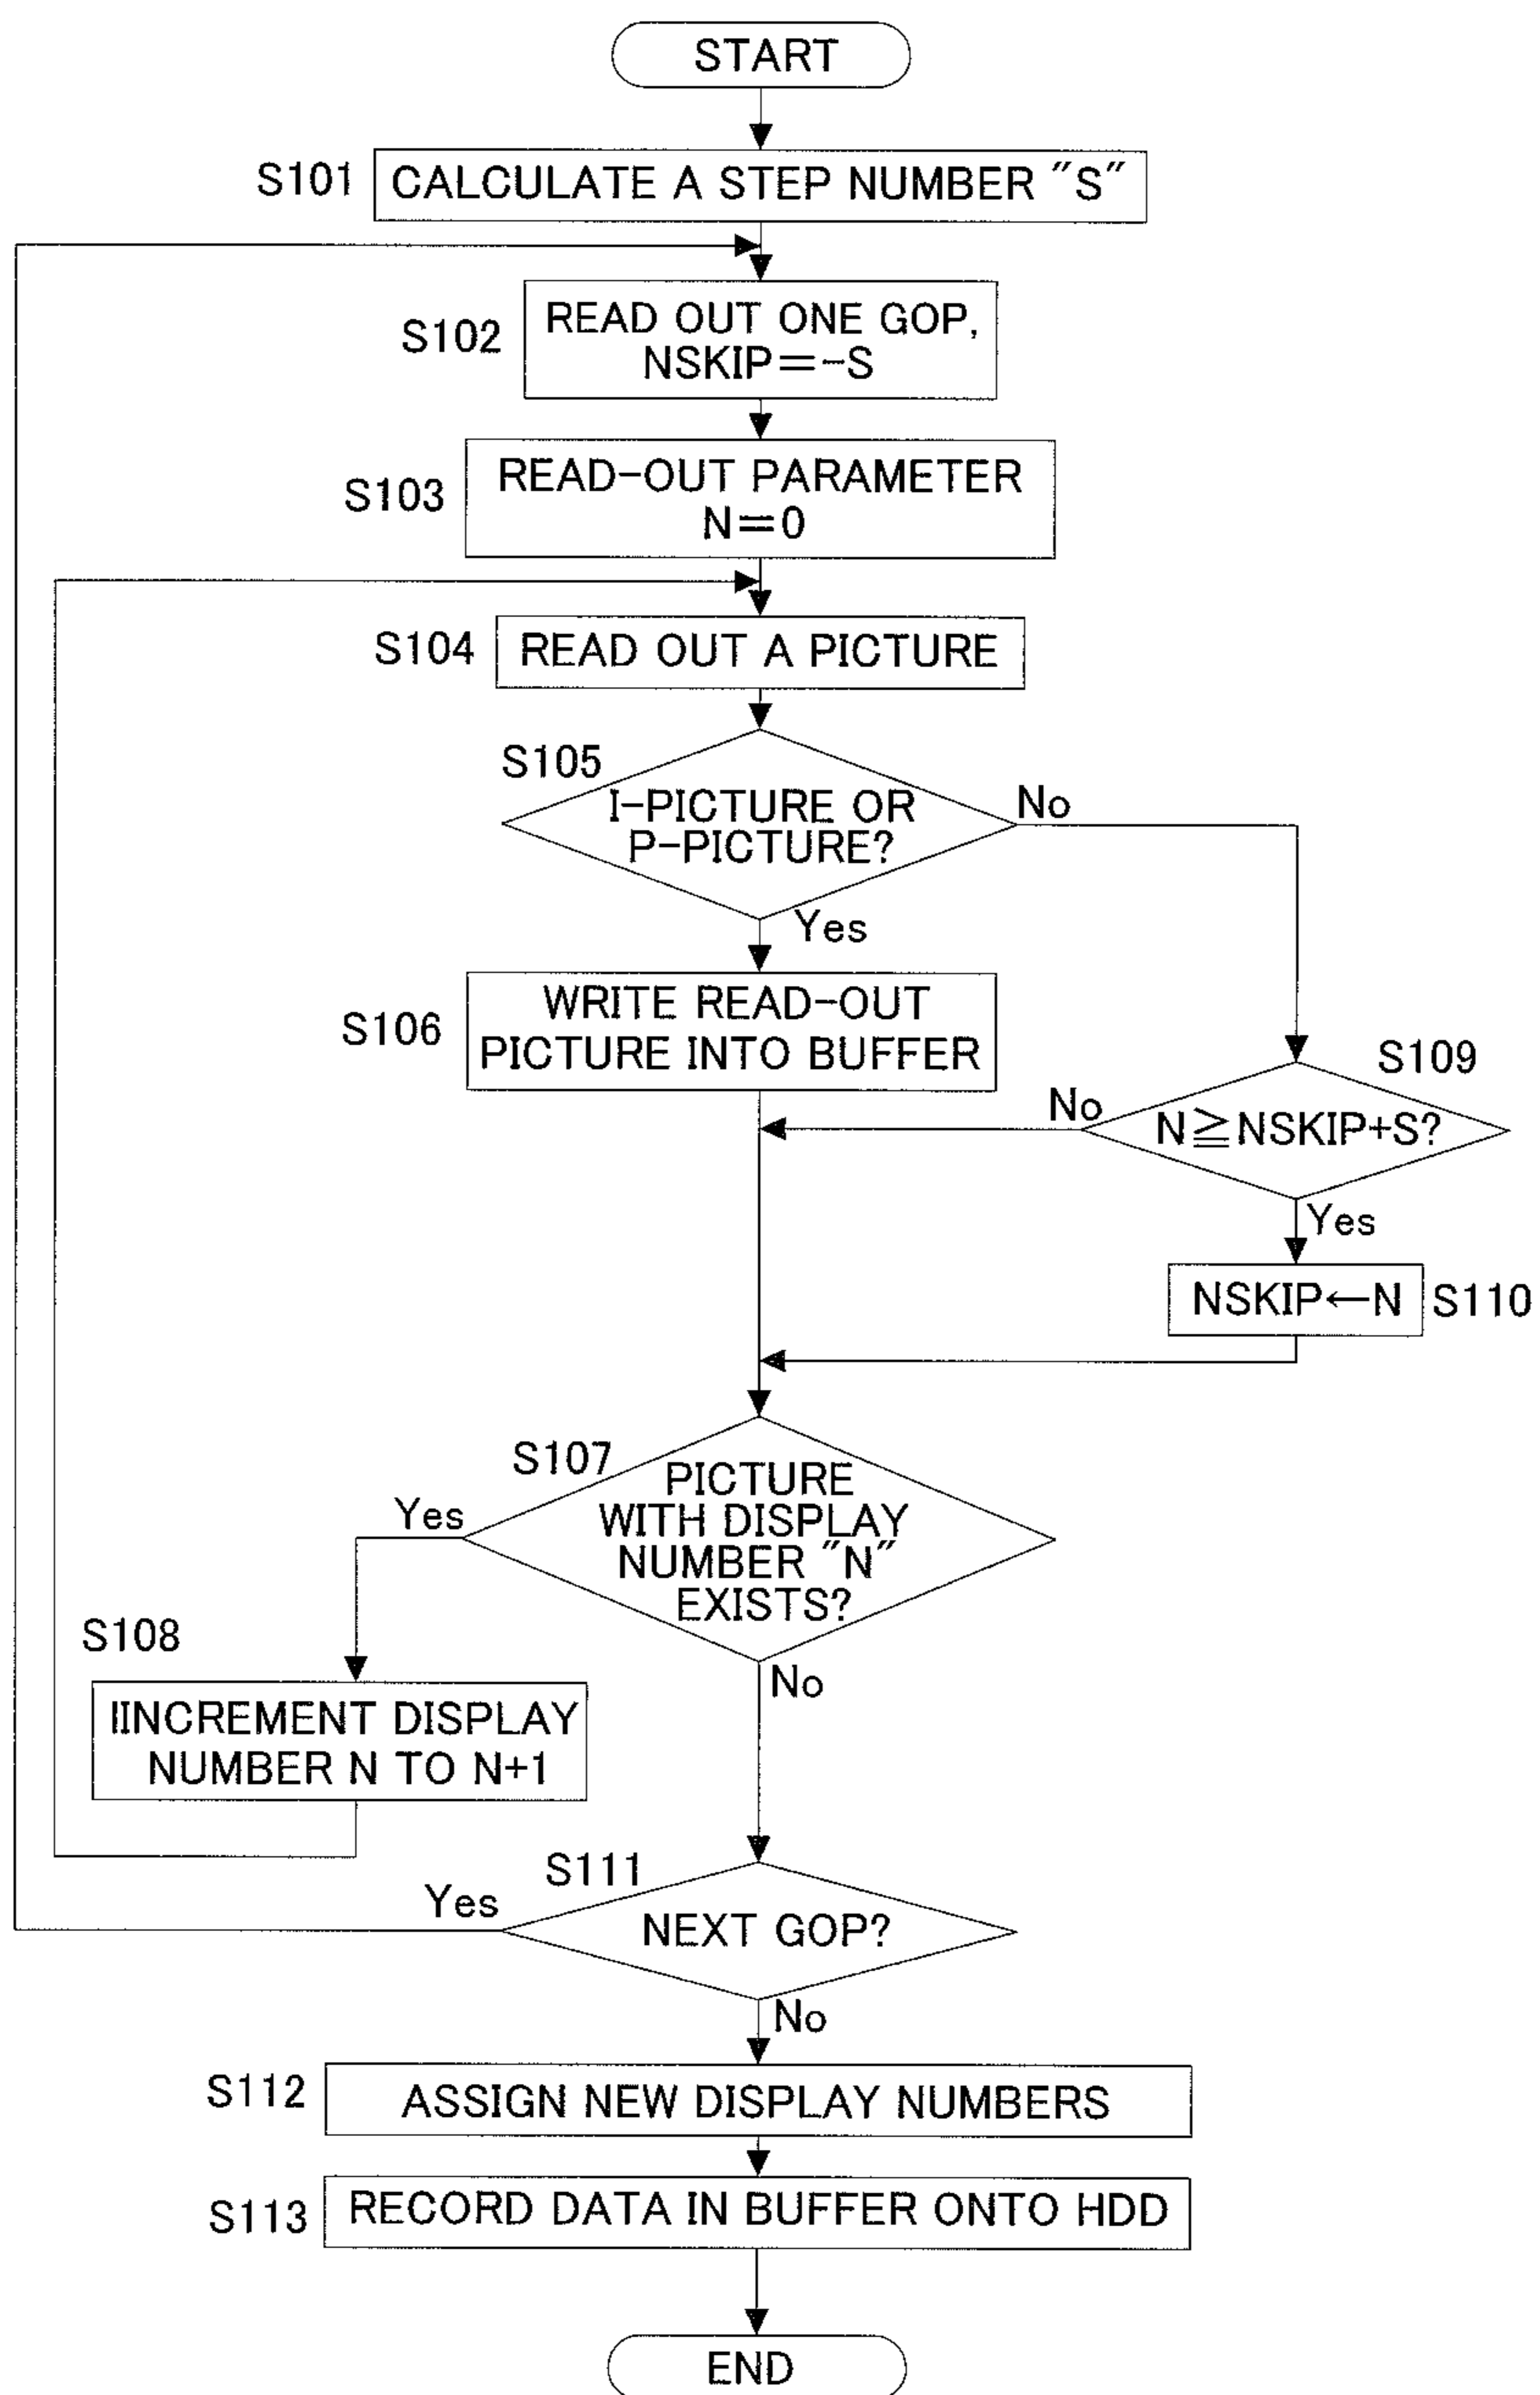 START
S101
CALCULATE A STEP NUMBER "S"
S102
READ OUT ONE GOP,
NSKIP=-S
S103
READ-OUT PARAMETER
N=0
S104
READ OUT A PICTURE
S105
I-PICTURE OR
P-PICTURE?
No
Yes
S106
WRITE READ-OUT
PICTURE INTO BUFFER
S109
No
N≧NSKIP+S?
Yes
NSKIP←N
S110
S107
PICTURE
WITH DISPLAY
NUMBER "N"
EXISTS?
Yes
No
S108
IINCREMENT DISPLAY
NUMBER N TO N+1
S111
Yes
NEXT GOP?
No
S112
ASSIGN NEW DISPLAY NUMBERS
S113
RECORD DATA IN BUFFER ONTO HDD
END